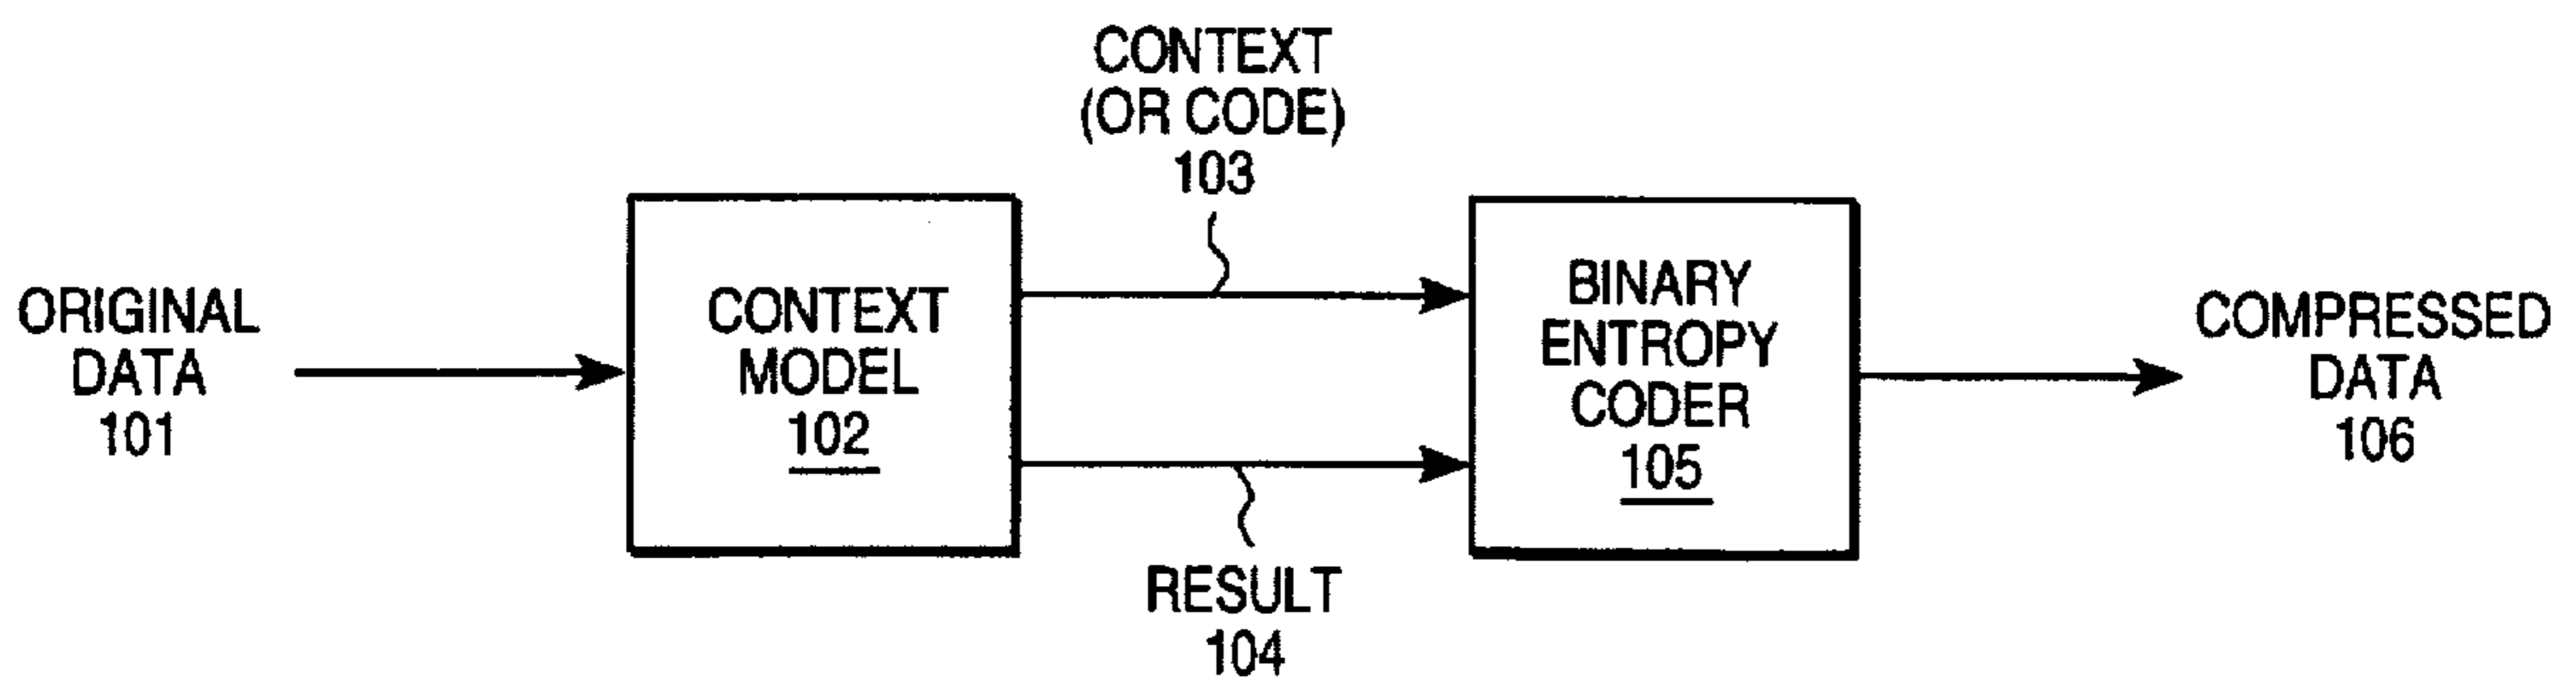 ORIGINAL
DATA
101
CONTEXT
MODEL
102
CONTEXT
(OR CODE)
103
RESULT
104
BINARY
ENTROPY
CODER
105
COMPRESSED
DATA
106